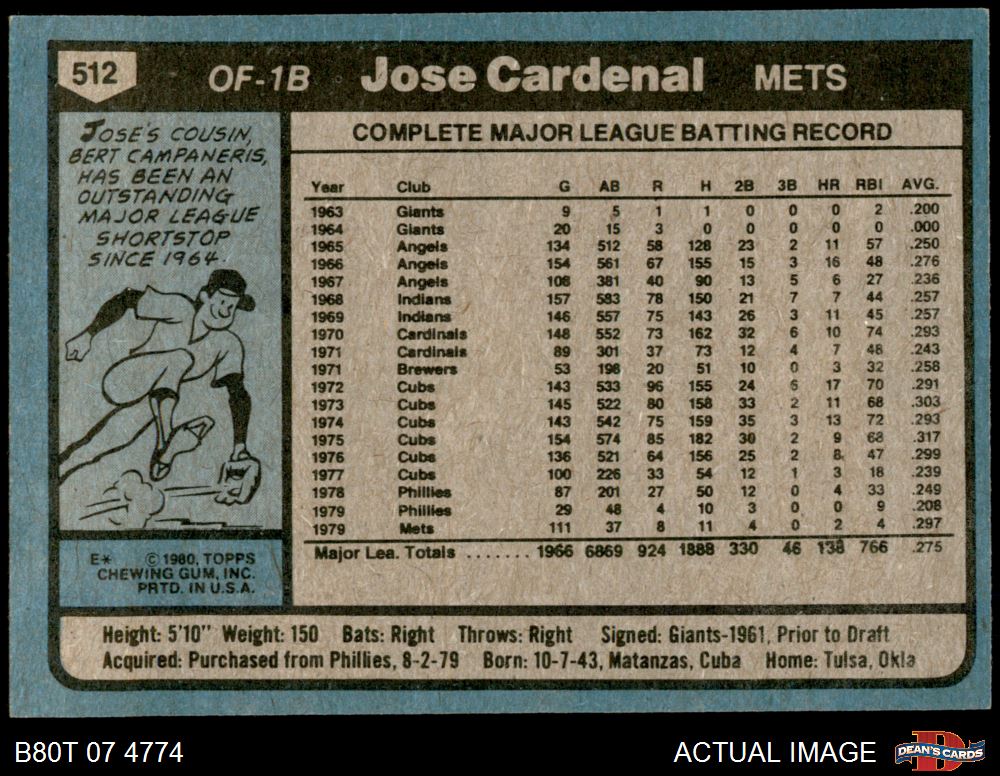 512 OF-1B Jose Cardenal METS
JOSE'S COUSIN,
BERT CAMPANERIS,
HAS BEEN AN
OUTSTANDING
MAJOR LEAGUE
SHORTSTOP
SINCE 1964.
E* © 1980, TOPPS
CHEWING GUM, INC.
PRTD. IN U.S.A.
COMPLETE MAJOR LEAGUE BATTING RECORD
Year Club G AB R H 2B 3B HR RBI AVG.
1963 Giants 9 5 1 1 0 0 0 2 .200
1964 Giants 20 15 3 0 0 0 0 0 .000
1965 Angels 134 512 58 128 23 2 11 57 .250
1966 Angels 154 561 67 155 15 3 16 48 .276
1967 Angels 108 381 40 90 13 5 6 27 .236
1968 Indians 157 583 78 150 21 7 7 44 .257
1969 Indians 146 557 75 143 26 3 11 45 .257
1970 Cardinals 148 552 73 162 32 6 10 74 .293
1971 Cardinals 89 301 37 73 12 4 7 48 .243
1971 Brewers 53 198 20 51 10 0 3 32 .258
1972 Cubs 143 533 96 155 24 6 17 70 .291
1973 Cubs 145 522 80 158 33 2 11 68 .303
1974 Cubs 143 542 75 159 35 3 13 72 .293
1975 Cubs 154 574 85 182 30 2 9 68 .317
1976 Cubs 136 521 64 156 25 2 8 47 .299
1977 Cubs 100 226 33 54 12 1 3 18 .239
1978 Phillies 87 201 27 50 12 0 4 33 .249
1979 Phillies 29 48 4 10 3 0 0 9 .208
1979 Mets 11 37 8 11 4 0 2 4 .297
Major Lea. Totals ....... 1966 6869 924 1888 330 46 138 766 .275
Height: 5'10" Weight: 150 Bats: Right Throws: Right Signed: Giants-1961, Prior to Draft
Acquired: Purchased from Phillies, 8-2-79 Born: 10-7-43, Matanzas, Cuba Home: Tulsa, Okla
B80T 07 4774 ACTUAL IMAGE DEAN'S CARDS